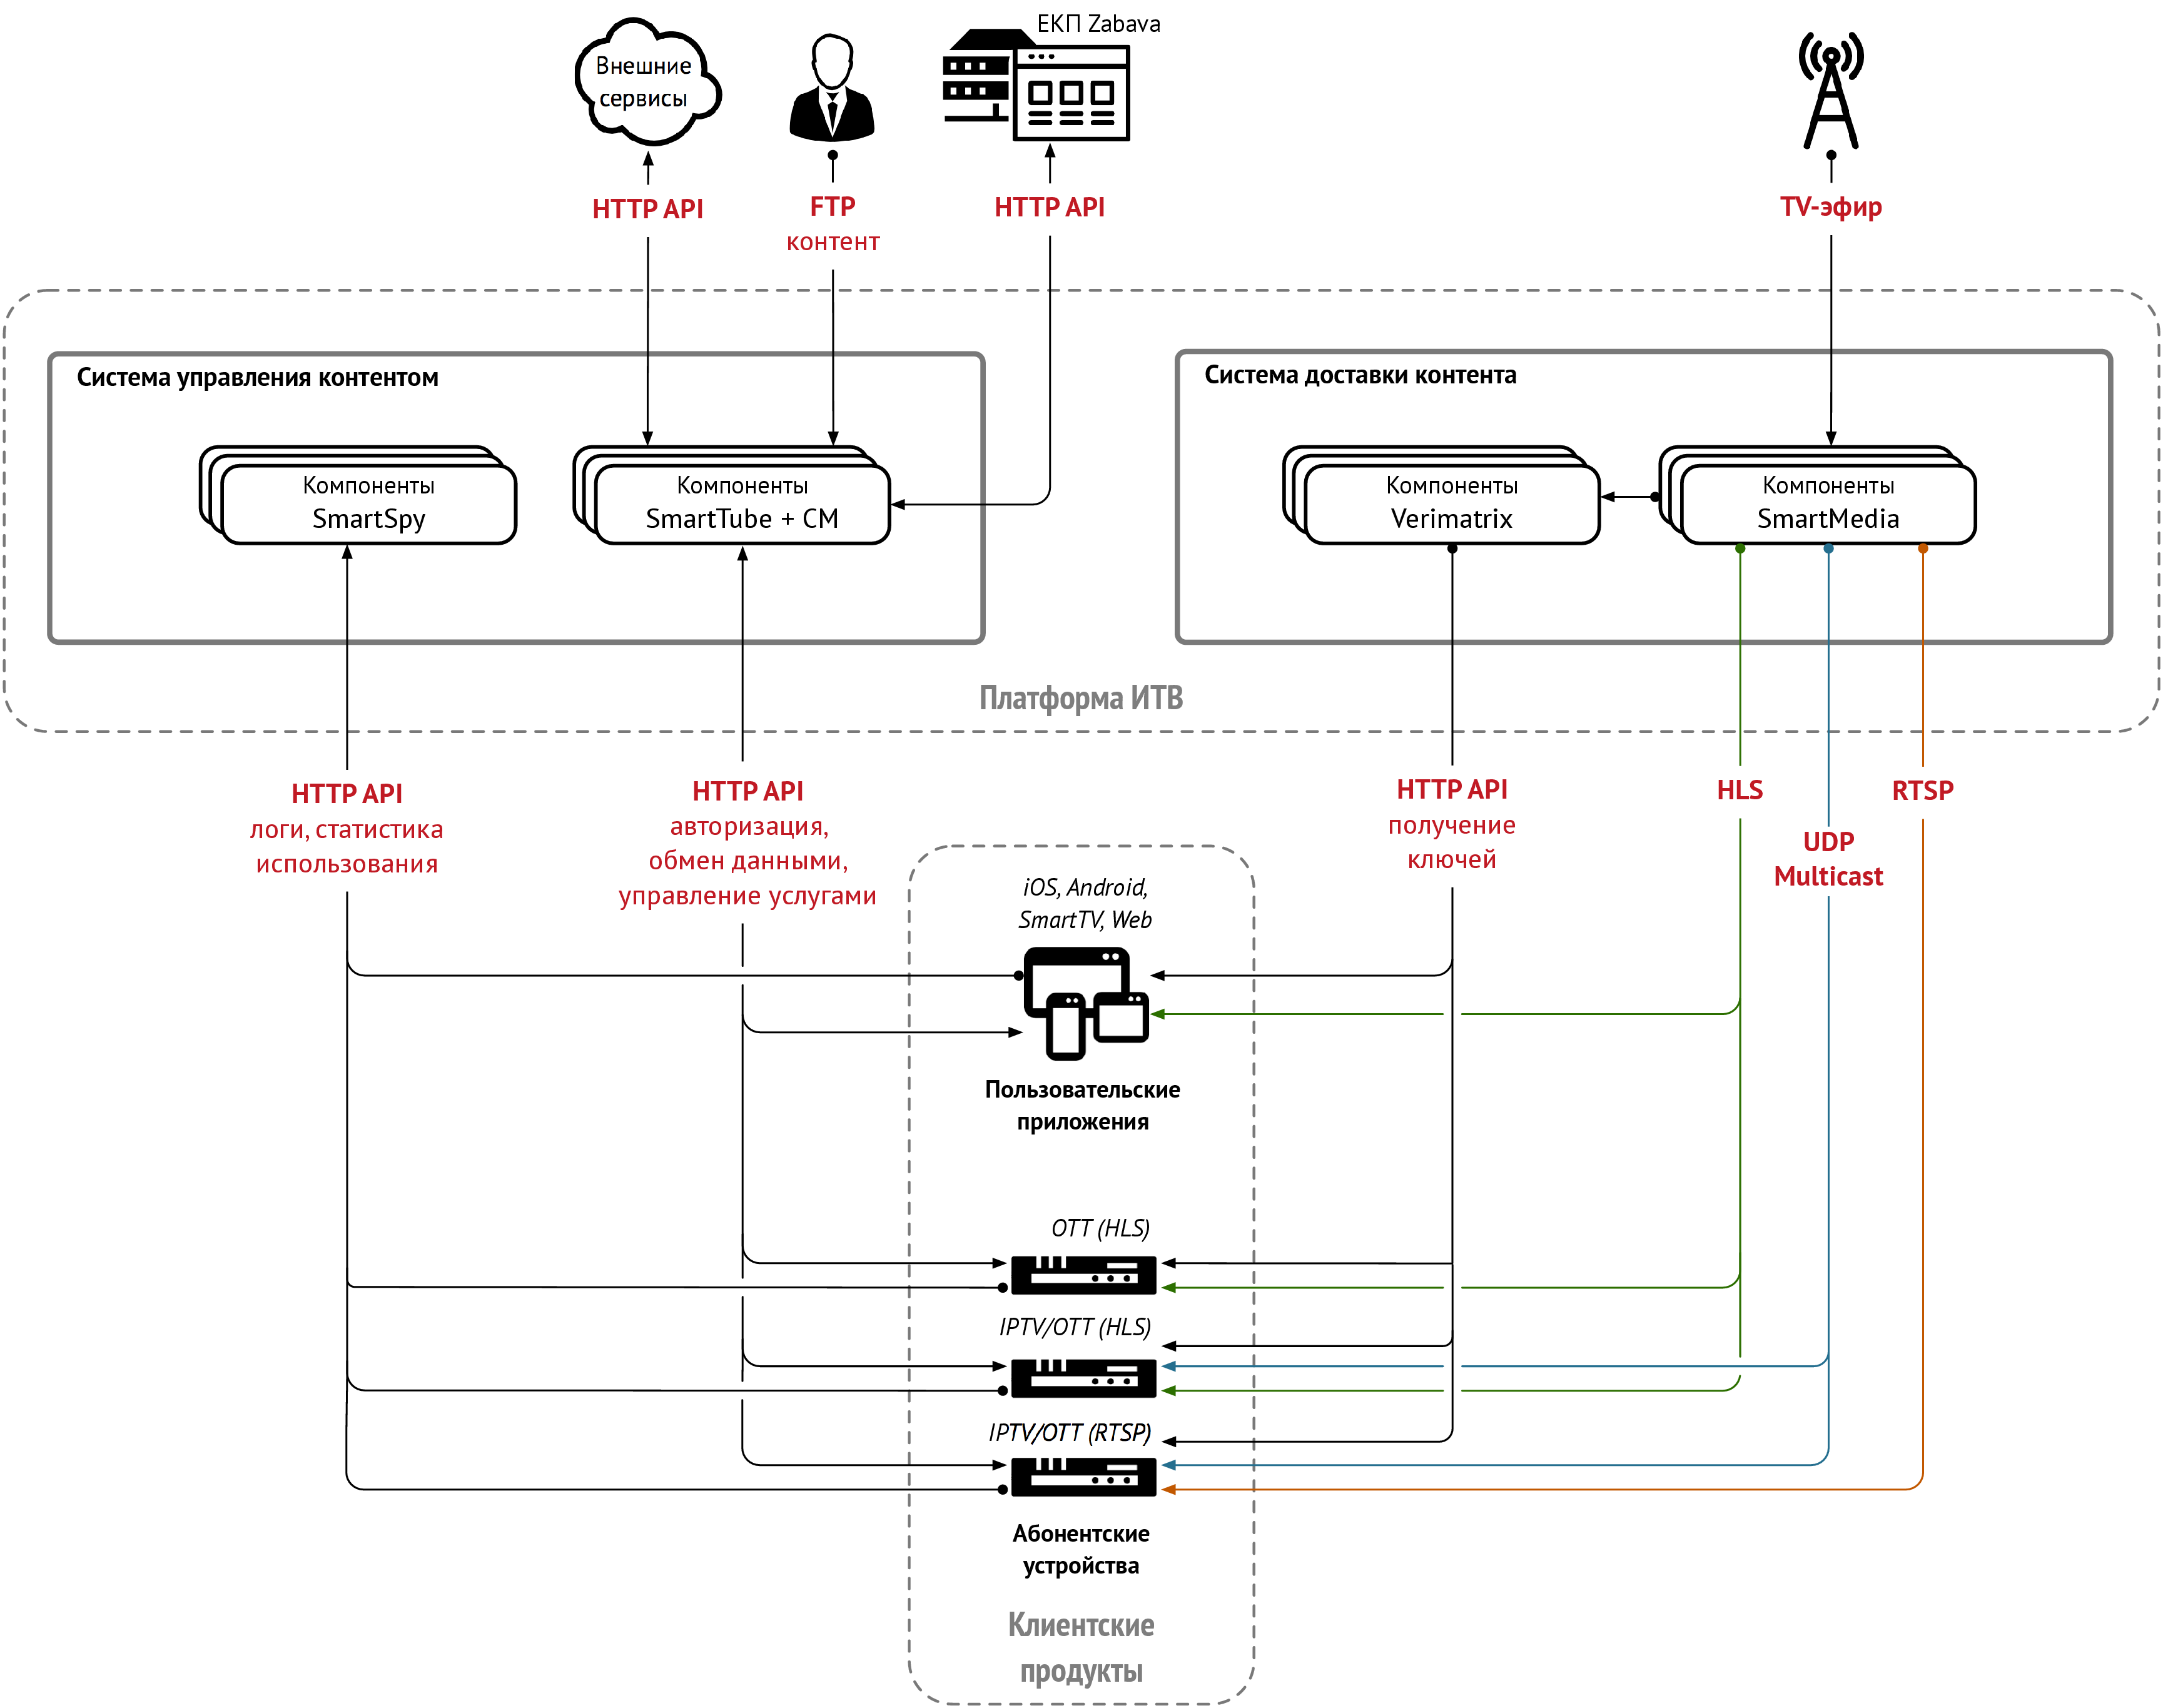 ЕКП Zabava
Внешние
сервисы
HTTP API
FTP
контент
HTTP API
TV-эфир
Система управления контентом
Система доставки контента
Компоненты
SmartSpy
Компоненты
SmartTube + CM
Компоненты
Verimatrix
Компоненты
SmartMedia
Платформа ИТВ
HTTP API
логи, статистика
использования
HTTP API
авторизация,
обмен данными,
управление услугами
HTTP API
получение
ключей
HLS
UDP
Multicast
RTSP
iOS, Android,
SmartTV, Web
Пользовательские
приложения
OTT (HLS)
IPTV/OTT (HLS)
IPTV/OTT (RTSP)
Абонентские
устройства
Клиентские
продукты